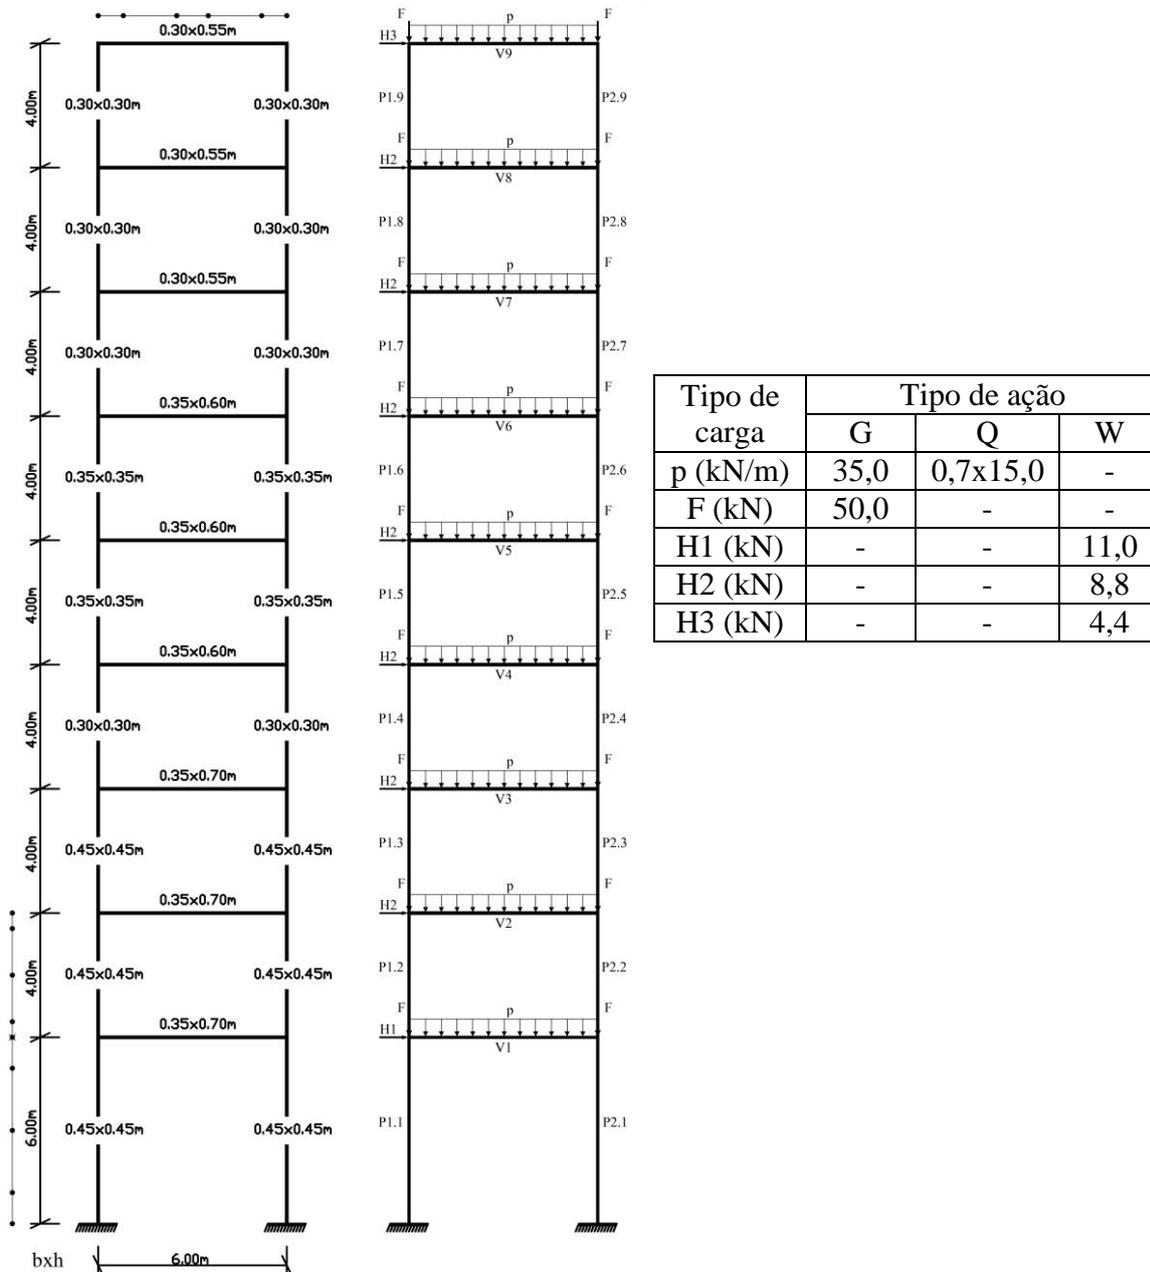 0.30x0.55m
4.00m
0.30x0.30m
0.30x0.30m
0.30x0.55m
4.00m
0.30x0.30m
0.30x0.30m
0.30x0.55m
4.00m
0.30x0.30m
0.30x0.30m
0.35x0.60m
4.00m
0.35x0.35m
0.35x0.35m
0.35x0.60m
4.00m
0.35x0.35m
0.35x0.35m
0.35x0.60m
4.00m
0.30x0.30m
0.30x0.30m
0.35x0.70m
4.00m
0.45x0.45m
0.45x0.45m
0.35x0.70m
4.00m
0.45x0.45m
0.45x0.45m
0.35x0.70m
6.00m
0.45x0.45m
0.45x0.45m
bxh
6.00m
F p F
H3
V9
P1.9 P2.9
F p F
H2
V8
P1.8 P2.8
F p F
H2
V7
P1.7 P2.7
F p F
H2
V6
P1.6 P2.6
F p F
H2
V5
P1.5 P2.5
F p F
H2
V4
P1.4 P2.4
F p F
H2
V3
P1.3 P2.3
F p F
H2
V2
P1.2 P2.2
F p F
H1
V1
P1.1 P2.1
Tipo de carga Tipo de ação
G Q W
p (kN/m) 35,0 0,7x15,0 -
F (kN) 50,0 - -
H1 (kN) - - 11,0
H2 (kN) - - 8,8
H3 (kN) - - 4,4